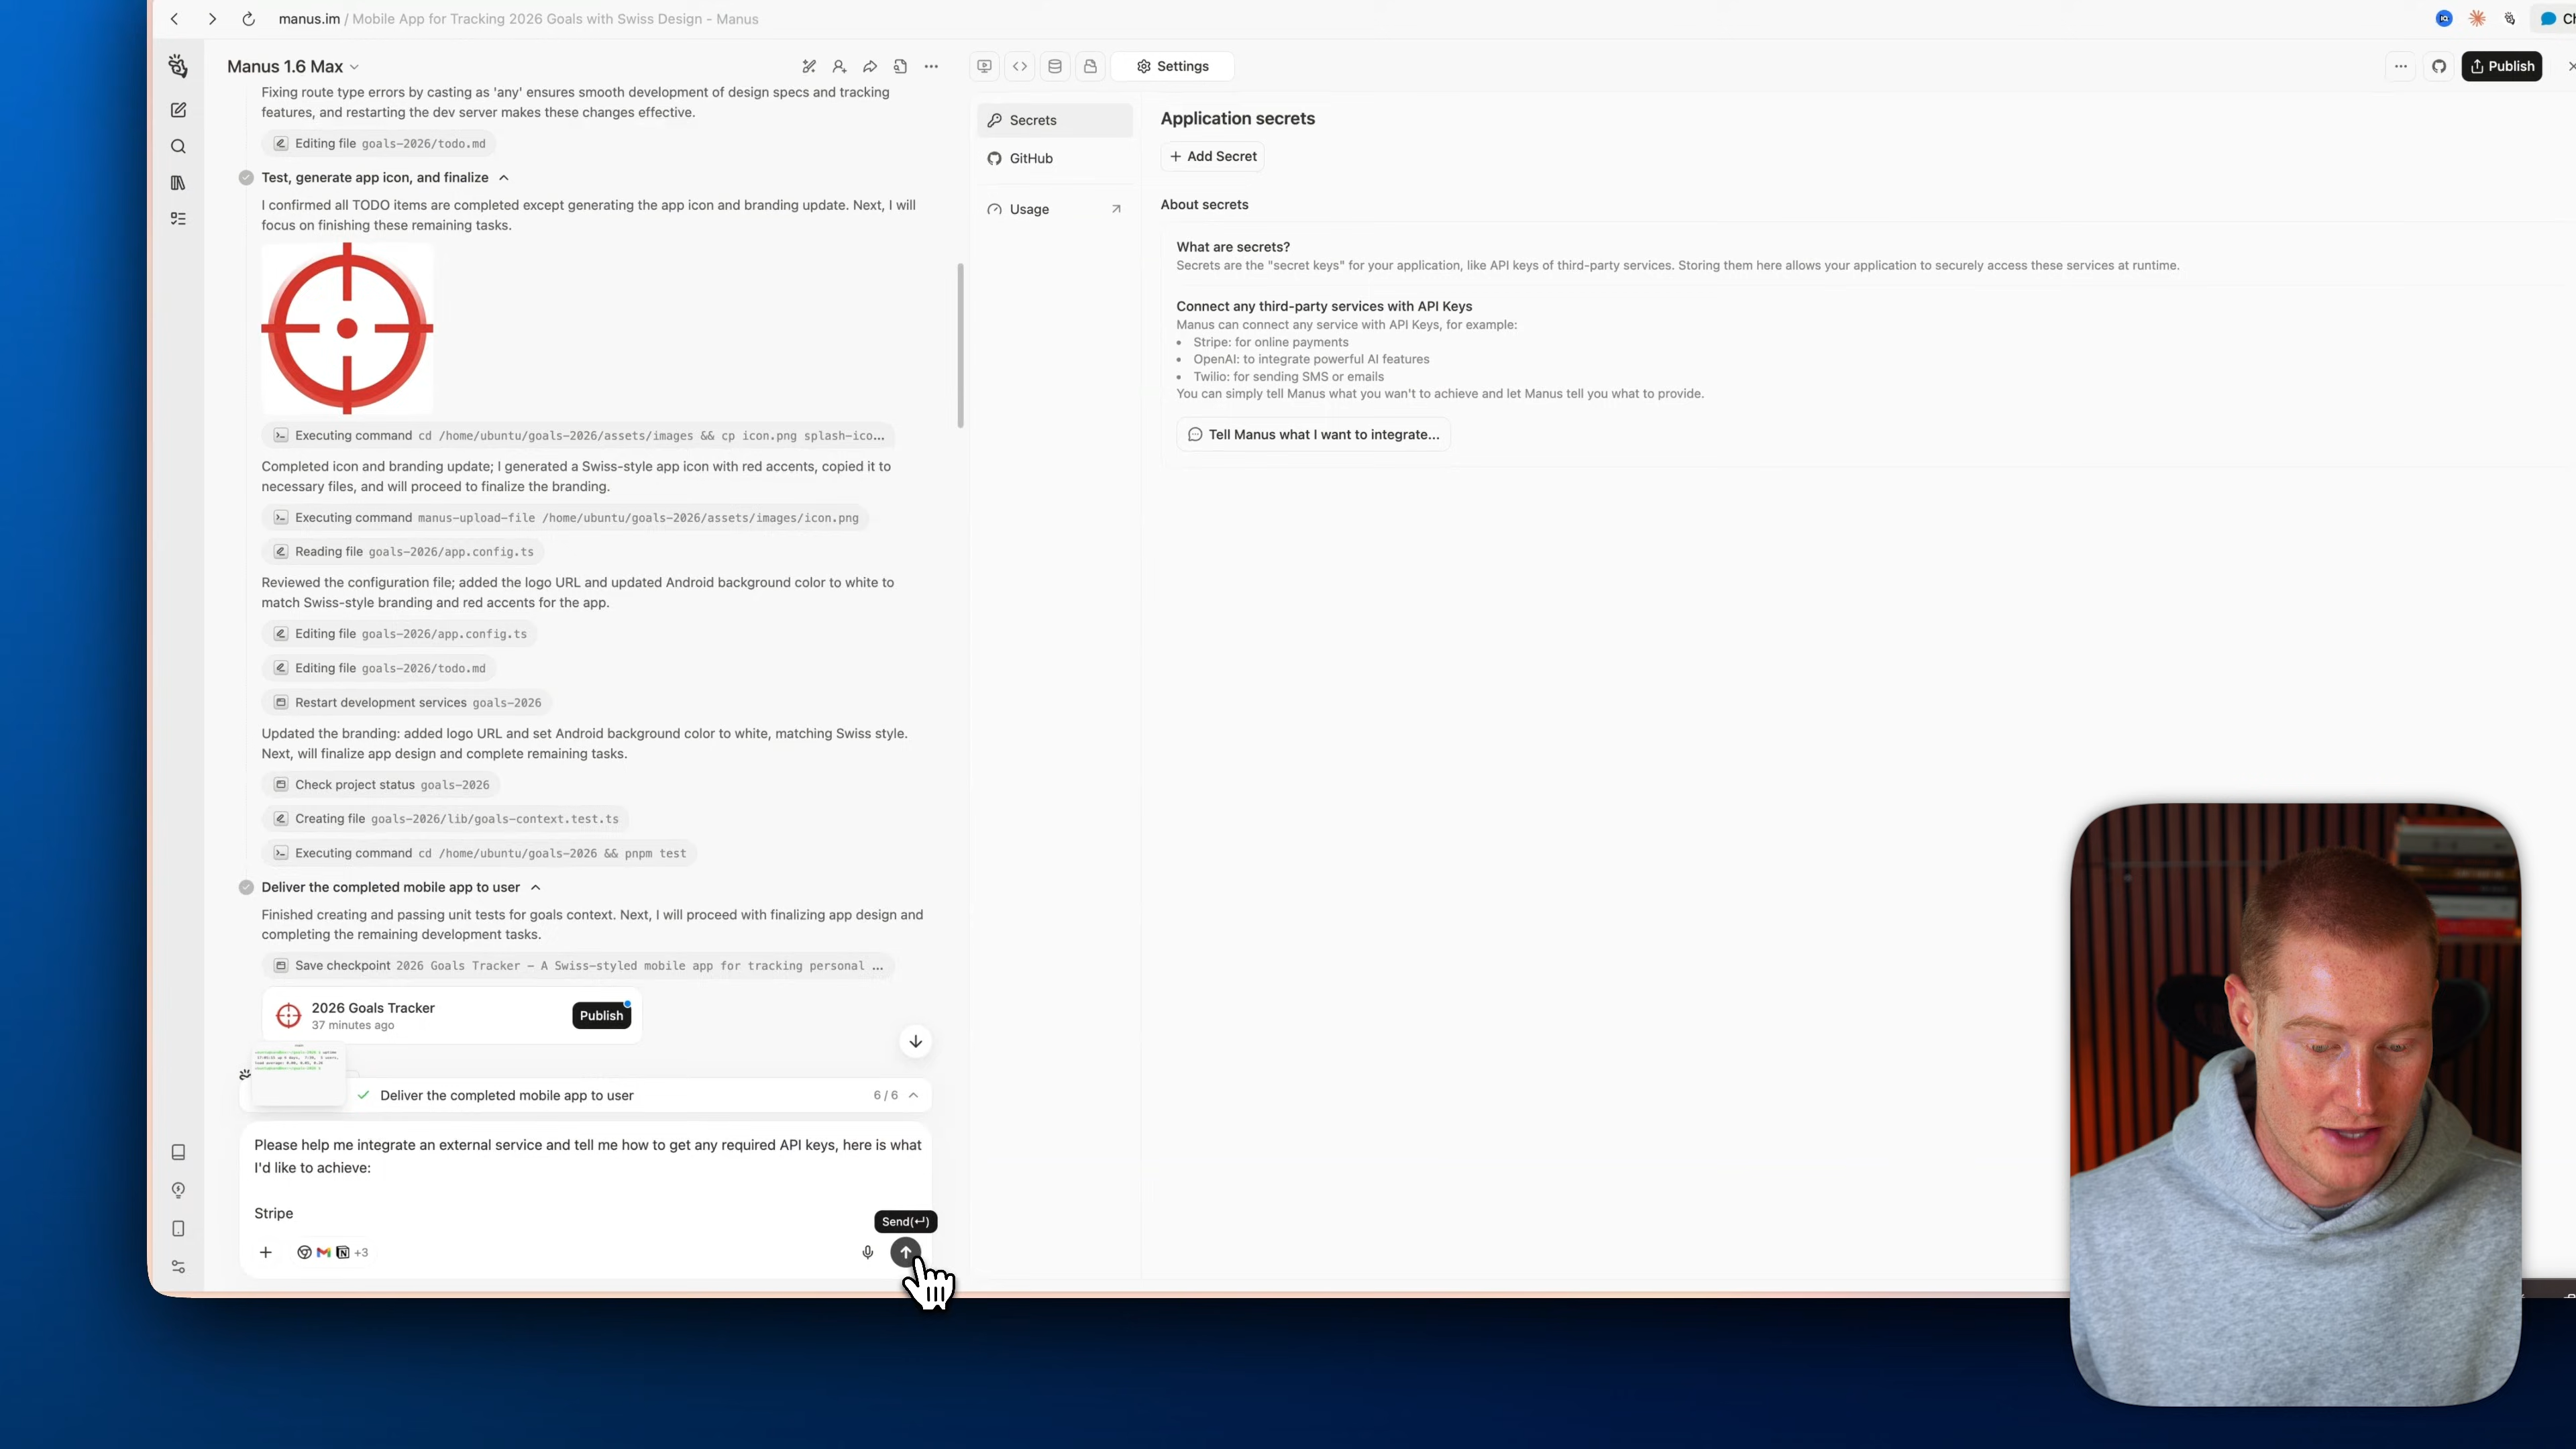 manus.im / Mobile App for Tracking 2026 Goals with Swiss Design - Manus
Manus 1.6 Max
Settings
Publish
Fixing route type errors by casting as 'any' ensures smooth development of design specs and tracking
features, and restarting the dev server makes these changes effective.
Editing file goals-2026/todo.md
Test, generate app icon, and finalize
I confirmed all TODO items are completed except generating the app icon and branding update. Next, I will
focus on finishing these remaining tasks.
Executing command cd /home/ubuntu/goals-2026/assets/images && cp icon.png splash-ico...
Completed icon and branding update; I generated a Swiss-style app icon with red accents, copied it to
necessary files, and will proceed to finalize the branding.
Executing command manus-upload-file /home/ubuntu/goals-2026/assets/images/icon.png
Reading file goals-2026/app.config.ts
Reviewed the configuration file; added the logo URL and updated Android background color to white to
match Swiss-style branding and red accents for the app.
Editing file goals-2026/app.config.ts
Editing file goals-2026/todo.md
Restart development services goals-2026
Updated the branding: added logo URL and set Android background color to white, matching Swiss style.
Next, will finalize app design and complete remaining tasks.
Check project status goals-2026
Creating file goals-2026/lib/goals-context.test.ts
Executing command cd /home/ubuntu/goals-2026 && pnpm test
Deliver the completed mobile app to user
Finished creating and passing unit tests for goals context. Next, I will proceed with finalizing app design and
completing the remaining development tasks.
Save checkpoint 2026 Goals Tracker – A Swiss-styled mobile app for tracking personal ...
2026 Goals Tracker
37 minutes ago
Publish
Deliver the completed mobile app to user
6 / 6
Please help me integrate an external service and tell me how to get any required API keys, here is what
I'd like to achieve:
Stripe
Send(↵)
+3
Secrets
GitHub
Usage
Application secrets
+ Add Secret
About secrets
What are secrets?
Secrets are the "secret keys" for your application, like API keys of third-party services. Storing them here allows your application to securely access these services at runtime.
Connect any third-party services with API Keys
Manus can connect any service with API Keys, for example:
• Stripe: for online payments
• OpenAI: to integrate powerful AI features
• Twilio: for sending SMS or emails
You can simply tell Manus what you wan't to achieve and let Manus tell you what to provide.
Tell Manus what I want to integrate...